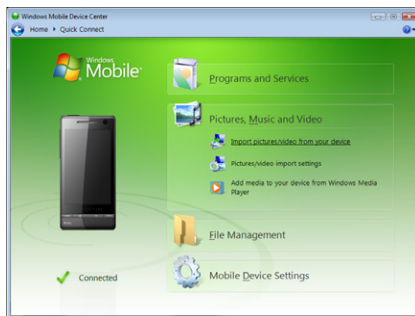 Windows Mobile Device Center
Home ▸ Quick Connect
Windows
Mobile
Programs and Services
Pictures, Music and Video
Import pictures/video from your device
Pictures/video import settings
Add media to your device from Windows Media
Player
File Management
Mobile Device Settings
Connected